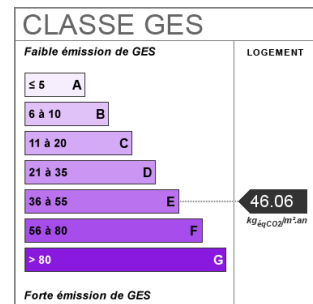 CLASSE GES
Faible émission de GES
LOGEMENT
≤ 5 A
6 à 10 B
11 à 20 C
21 à 35 D
36 à 55 E
46.06
kgéqCO2/m².an
56 à 80 F
> 80 G
Forte émission de GES